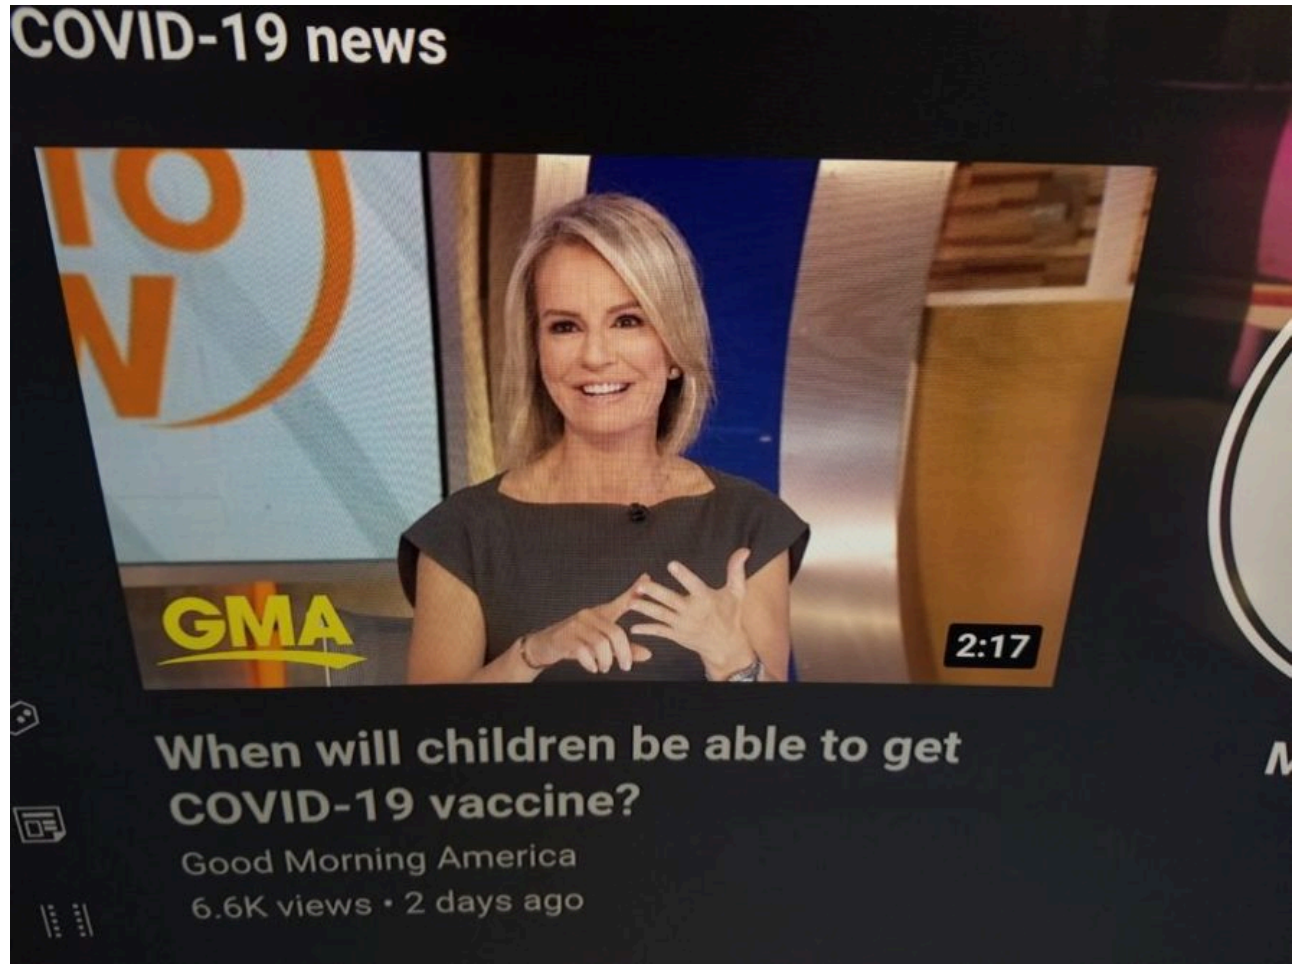 COVID-19 news
IO
N
GMA
2:17
When will children be able to get
COVID-19 vaccine?
Good Morning America
6.6K views • 2 days ago
M